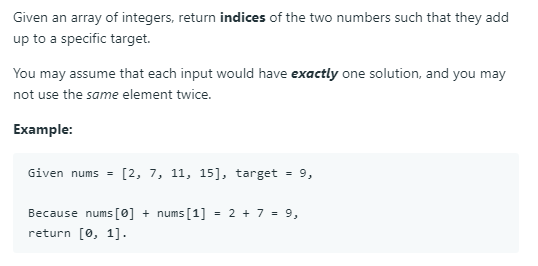 Given an array of integers, return indices of the two numbers such that they add
up to a specific target.
You may assume that each input would have exactly one solution, and you may
not use the same element twice.
Example:
Given nums = [2, 7, 11, 15], target = 9,
Because nums[0] + nums[1] = 2 + 7 = 9,
return [0, 1].